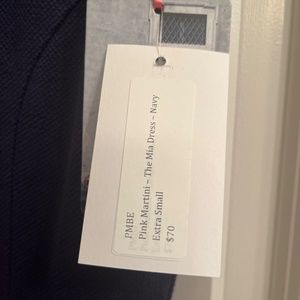 PMBE
Pink Martini – The Mia Dress – Navy
Extra Small
$70